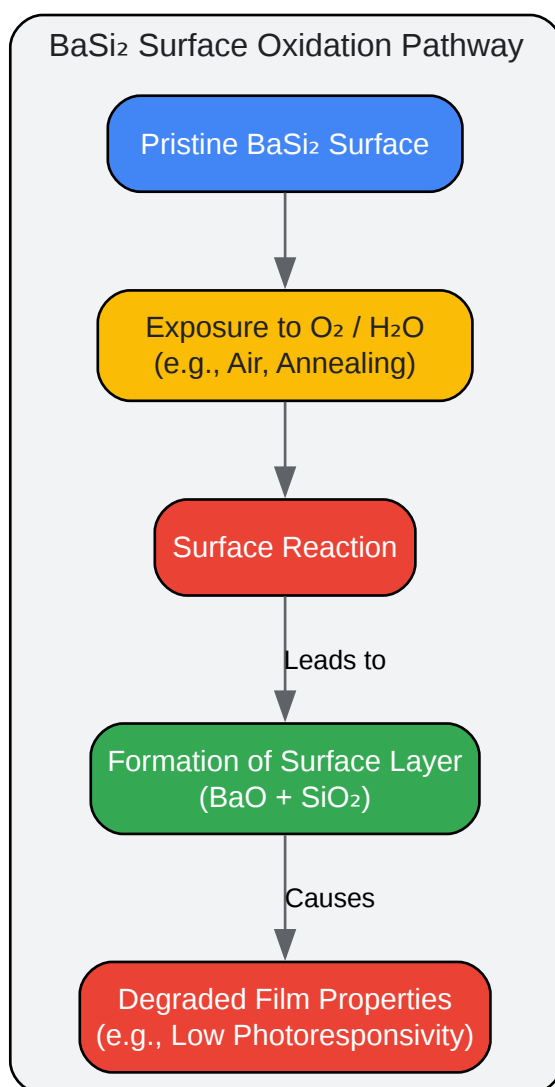 BaSi₂ Surface Oxidation Pathway
Pristine BaSi₂ Surface
Exposure to O₂ / H₂O
(e.g., Air, Annealing)
Surface Reaction
Leads to
Formation of Surface Layer
(BaO + SiO₂)
Causes
Degraded Film Properties
(e.g., Low Photoresponsivity)